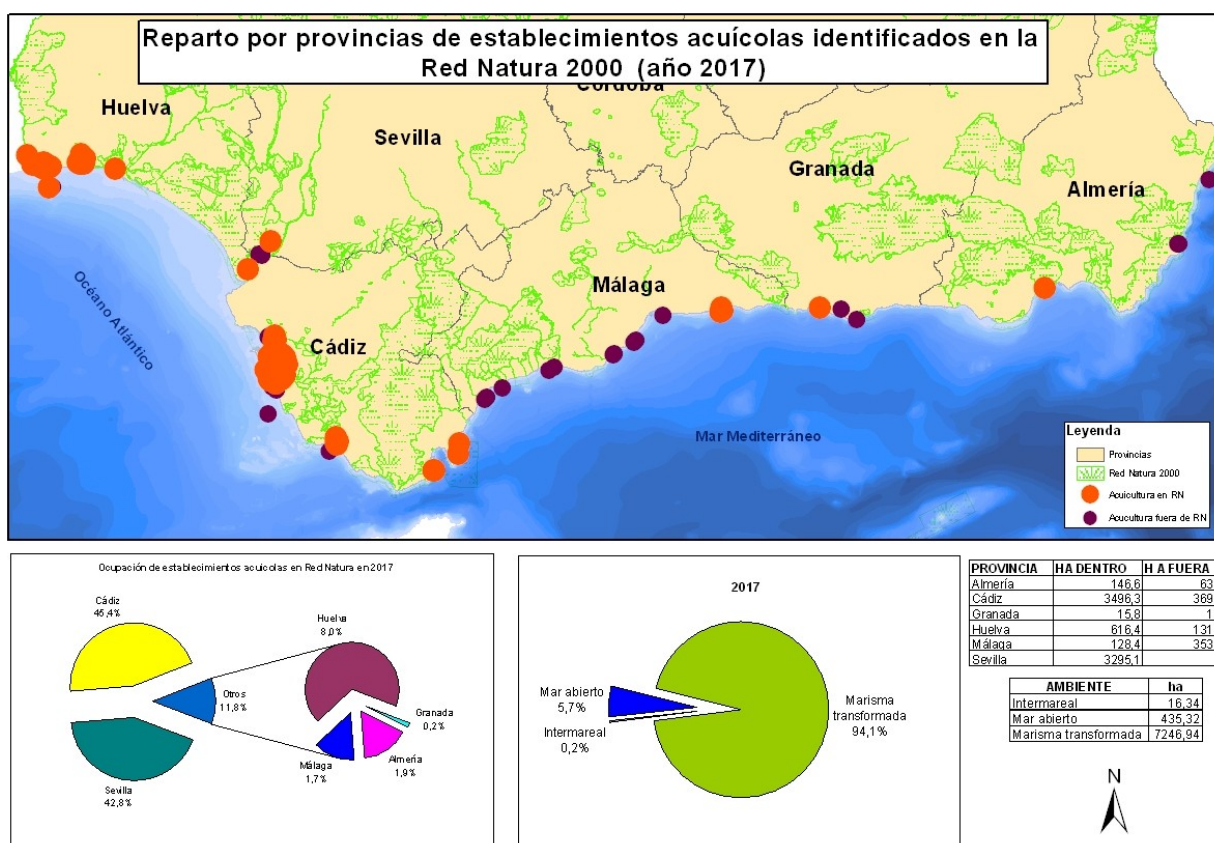 Reparto por provincias de establecimientos acuícolas identificados en la
Red Natura 2000 (año 2017)
Córdoba
Huelva
Sevilla
Granada
Almería
Málaga
Cádiz
Océano Atlántico
Mar Mediterráneo
Leyenda
Provincias
Red Natura 2000
Acuicultura en RN
Acucultura fuera de RN
Ocupación de establecimientos acuicolas en Red Natura en 2017
Cádiz
45,4%
Huelva
8,0%
Otros
11,8%
Granada
0,2%
Almería
1,9%
Málaga
1,7%
Sevilla
42,8%
2017
Mar abierto
5,7%
Intermareal
0,2%
Marisma
transformada
94,1%
PROVINCIA HA DENTRO H A FUERA
Almería 146,6 63
Cádiz 3496,3 369
Granada 15,8 1
Huelva 616,4 131
Málaga 128,4 353
Sevilla 3295,1
AMBIENTE ha
Intermareal 16,34
Mar abierto 435,32
Marisma transformada 7246,94
N